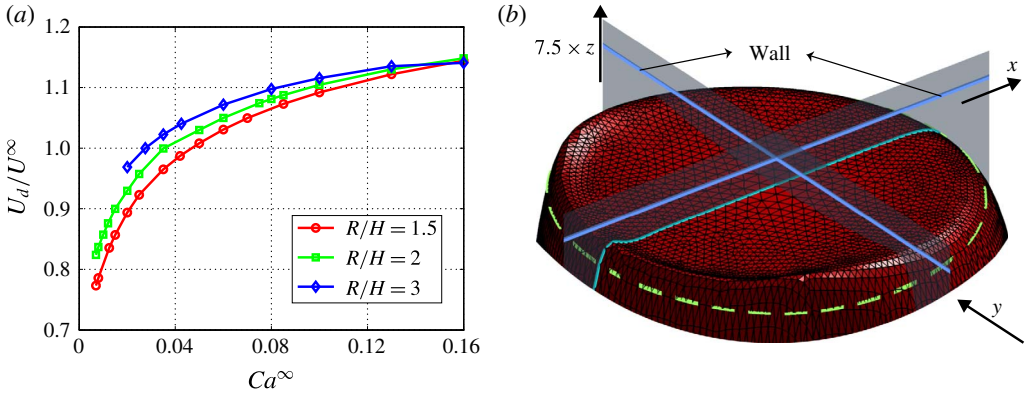 (a)
1.2
1.1
1.0
0.9
0.8
0.7
U_d/U^∞
0
0.04
0.08
0.12
0.16
Ca^∞
R/H = 1.5
R/H = 2
R/H = 3
(b)
7.5 × z
Wall
x
y